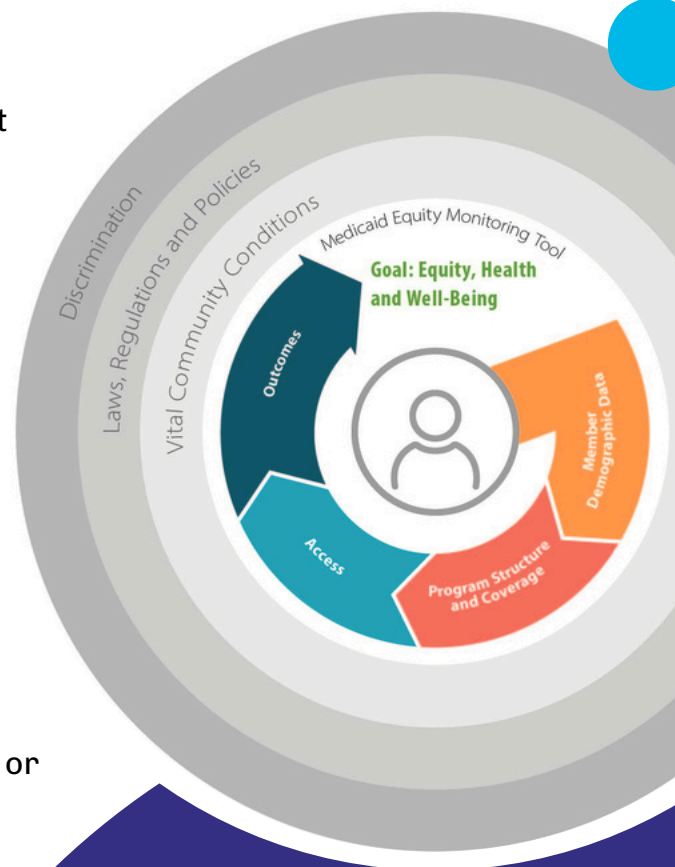 t
Discrimination
Laws, Regulations and Policies
Vital Community Conditions
Medicaid Equity Monitoring Tool
Goal: Equity, Health
and Well-Being
Outcomes
Member
Demographic Data
Access
Program Structure
and Coverage
or